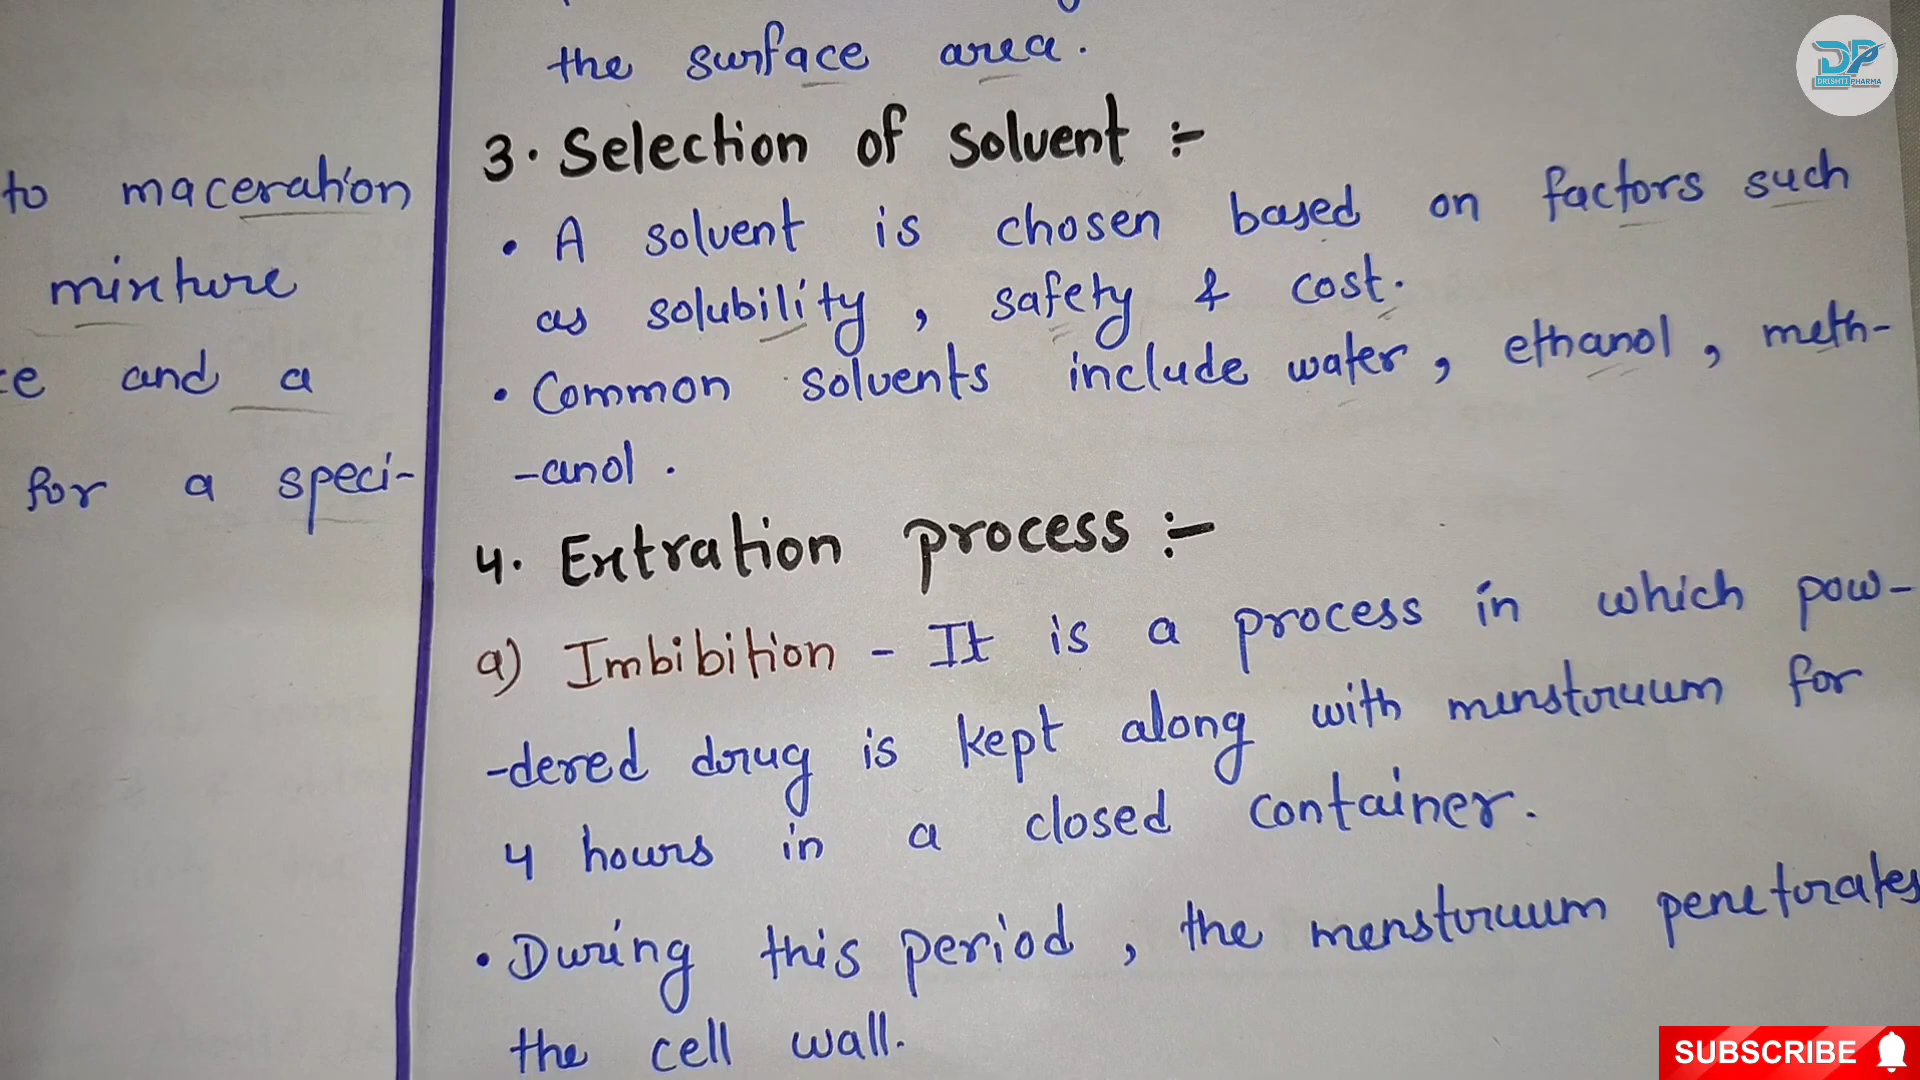 to maceration
mixture
and a
for a speci-
the surface area.
3. Selection of solvent :-
• A solvent is chosen based on factors such
as solubility, safety & cost.
• Common solvents include water, ethanol, meth-
-anol.
4. Extration process :-
a) Imbibition - It is a process in which pow-
-dered drug is kept along with menstruum for
4 hours in a closed container.
• During this period, the menstruum penetrates
the cell wall.
DP
DRISHTI PHARMA
SUBSCRIBE